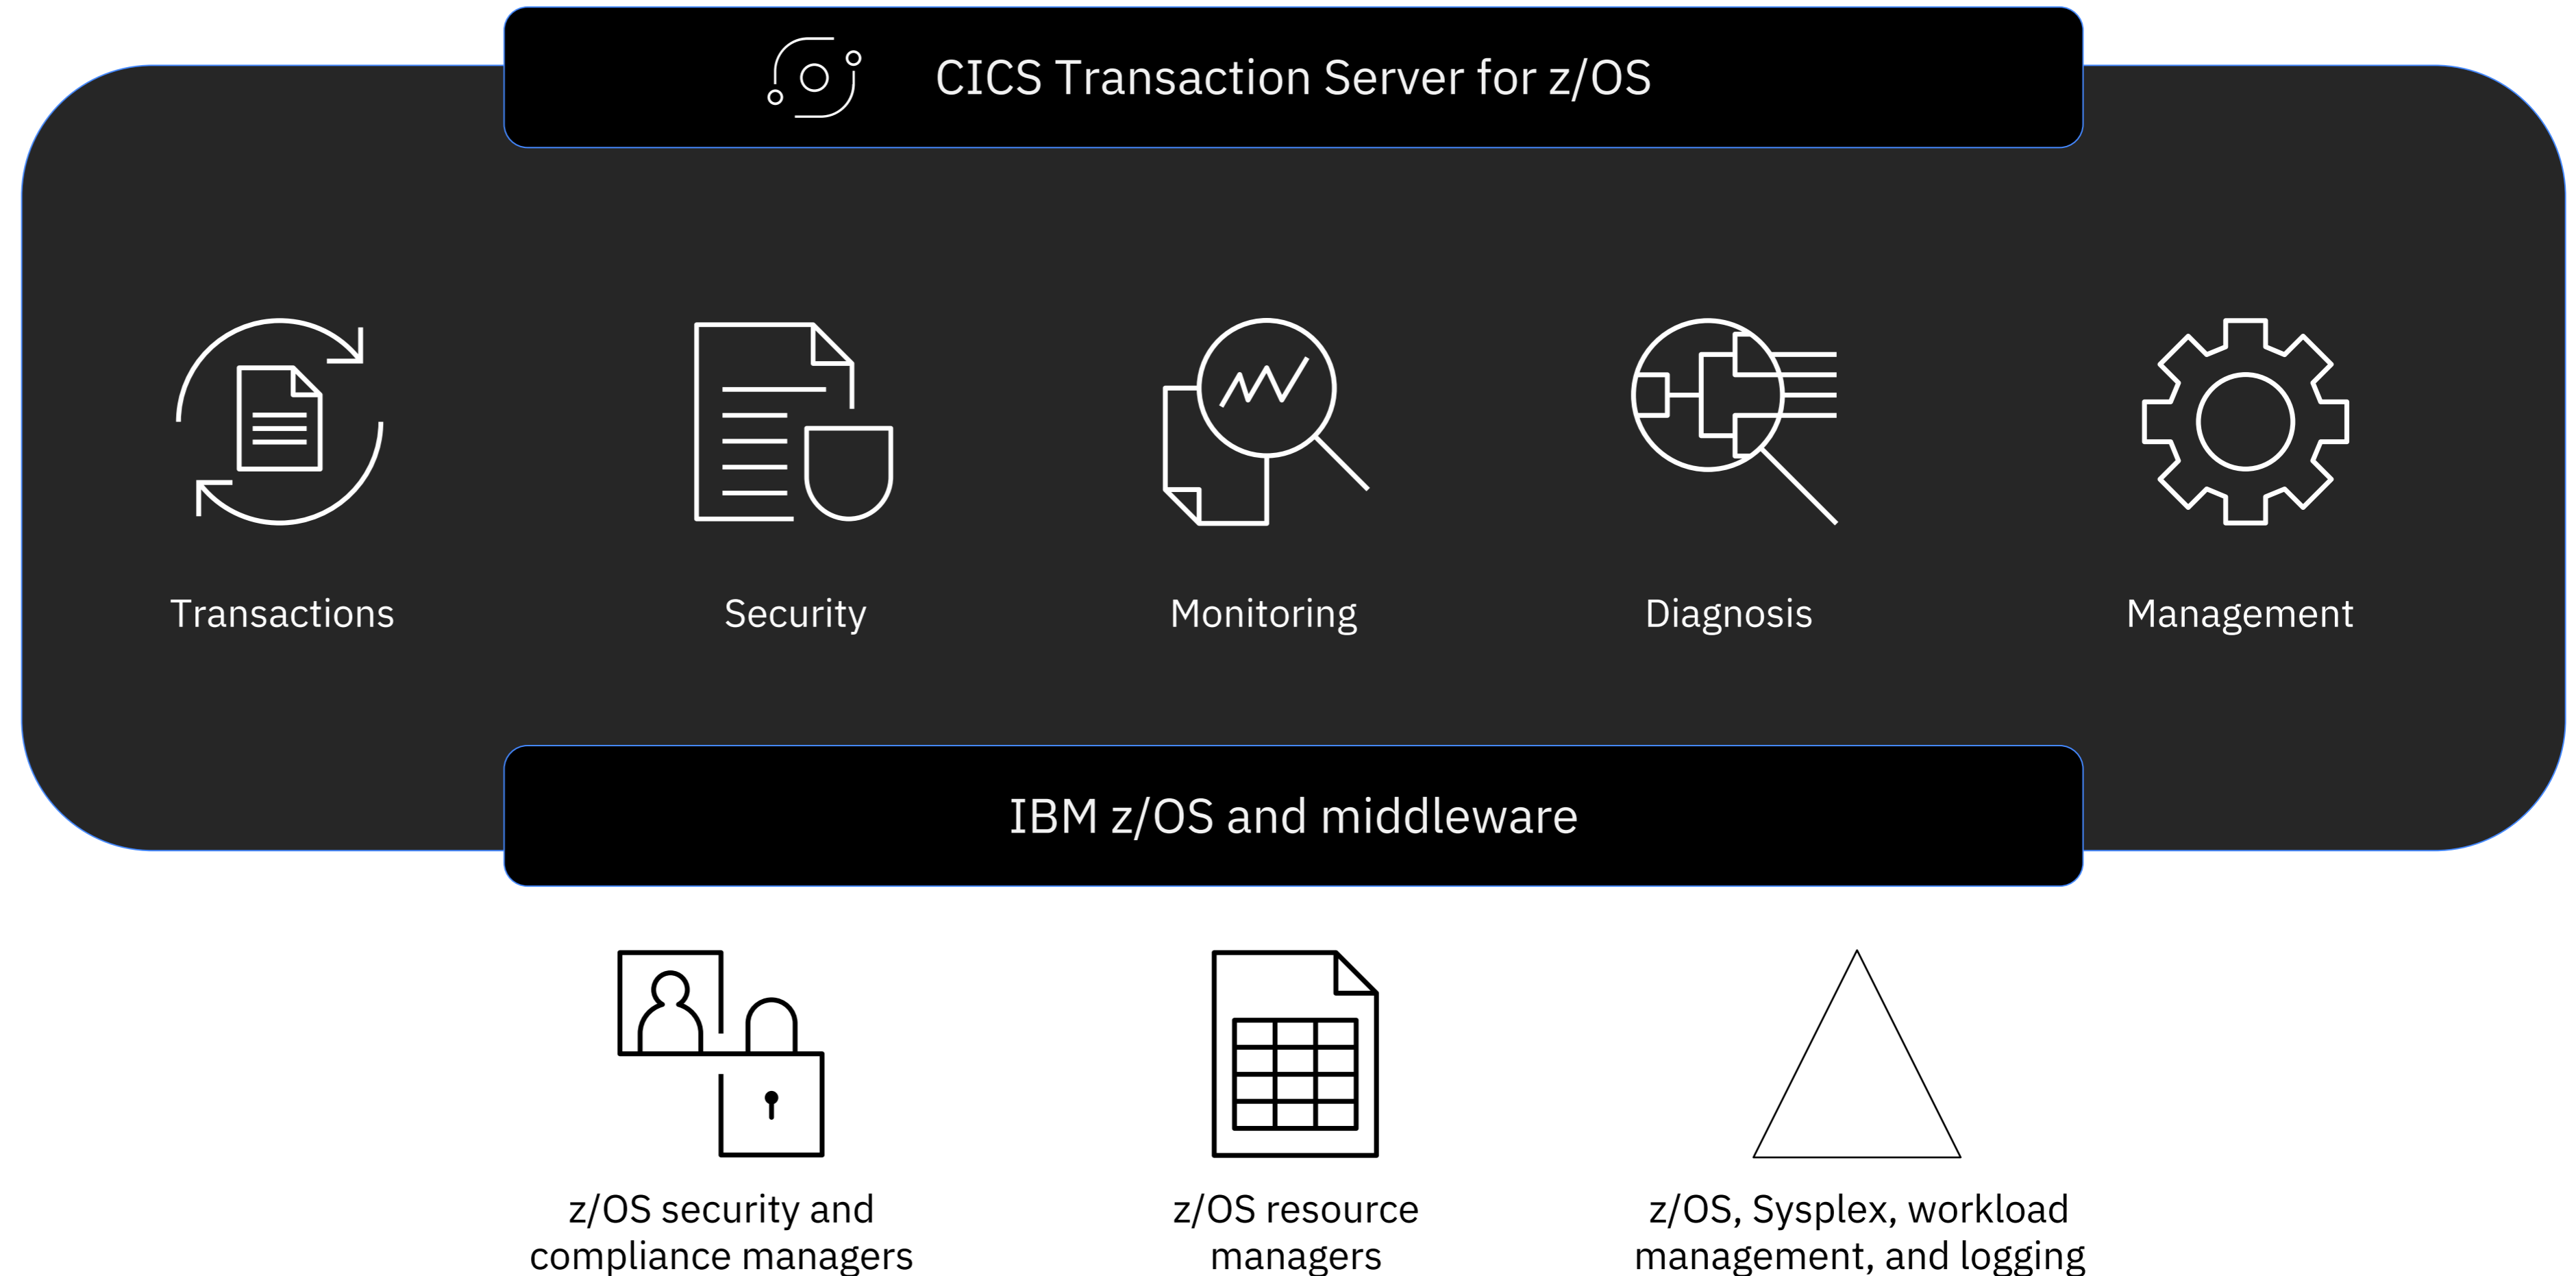 CICS Transaction Server for z/OS
Transactions
Security
Monitoring
Diagnosis
Management
IBM z/OS and middleware
z/OS security and
compliance managers
z/OS resource
managers
z/OS, Sysplex, workload
management, and logging